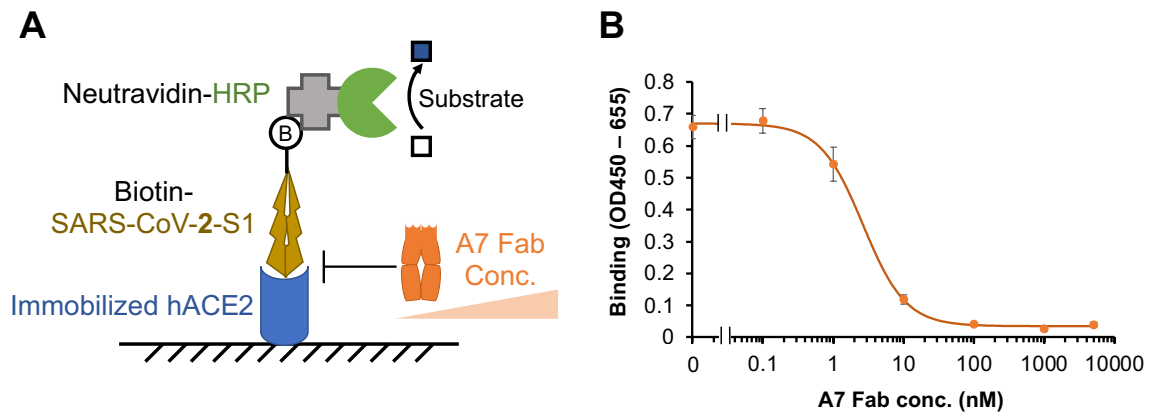 A
Neutravidin-HRP
Substrate
B
Biotin-
SARS-CoV-2-S1
A7 Fab
Conc.
Immobilized hACE2
B
Binding (OD450 – 655)
0.8
0.7
0.6
0.5
0.4
0.3
0.2
0.1
0
0 0.1 1 10 100 1000 10000
A7 Fab conc. (nM)